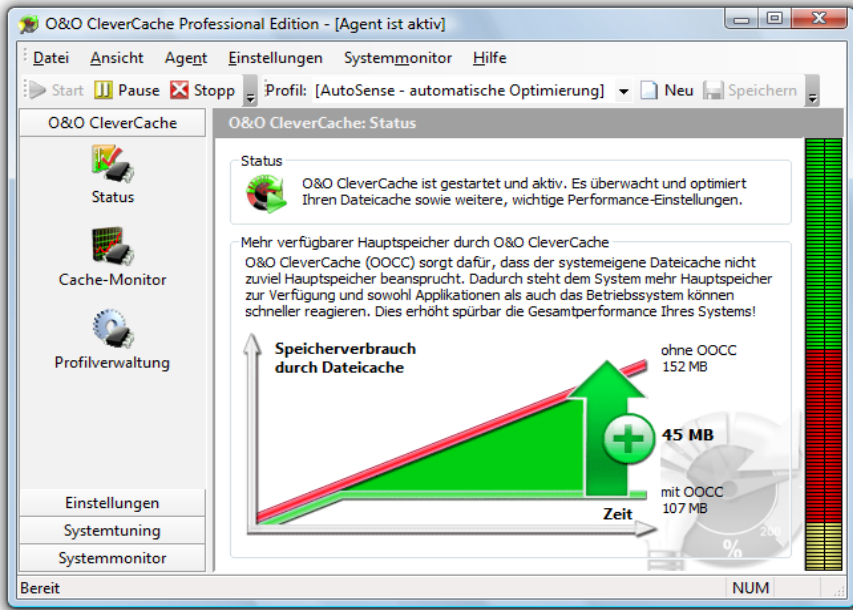 O&O CleverCache Professional Edition - [Agent ist aktiv]
Datei Ansicht Agent Einstellungen Systemmonitor Hilfe
Start Pause Stopp Profil: [AutoSense - automatische Optimierung] Neu Speichern
O&O CleverCache
Status
Cache-Monitor
Profilverwaltung
Einstellungen
Systemtuning
Systemmonitor
O&O CleverCache: Status
Status
O&O CleverCache ist gestartet und aktiv. Es überwacht und optimiert
Ihren Dateicache sowie weitere, wichtige Performance-Einstellungen.
Mehr verfügbarer Hauptspeicher durch O&O CleverCache
O&O CleverCache (OOCC) sorgt dafür, dass der systemeigene Dateicache nicht
zuviel Hauptspeicher beansprucht. Dadurch steht dem System mehr Hauptspeicher
zur Verfügung und sowohl Applikationen als auch das Betriebssystem können
schneller reagieren. Dies erhöht spürbar die Gesamtperformance Ihres Systems!
Speicherverbrauch
durch Dateicache
ohne OOCC
152 MB
45 MB
mit OOCC
107 MB
Zeit
200
%
Bereit
NUM